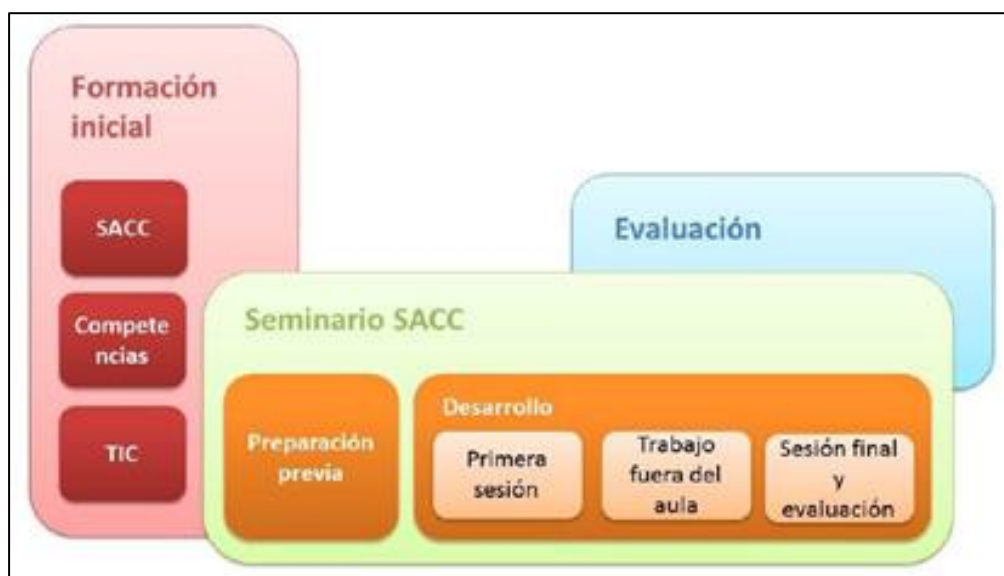 Formación
inicial
SACC
Compete
ncias
TIC
Evaluación
Seminario SACC
Preparación
previa
Desarrollo
Primera
sesión
Trabajo
fuera del
aula
Sesión final
y
evaluación